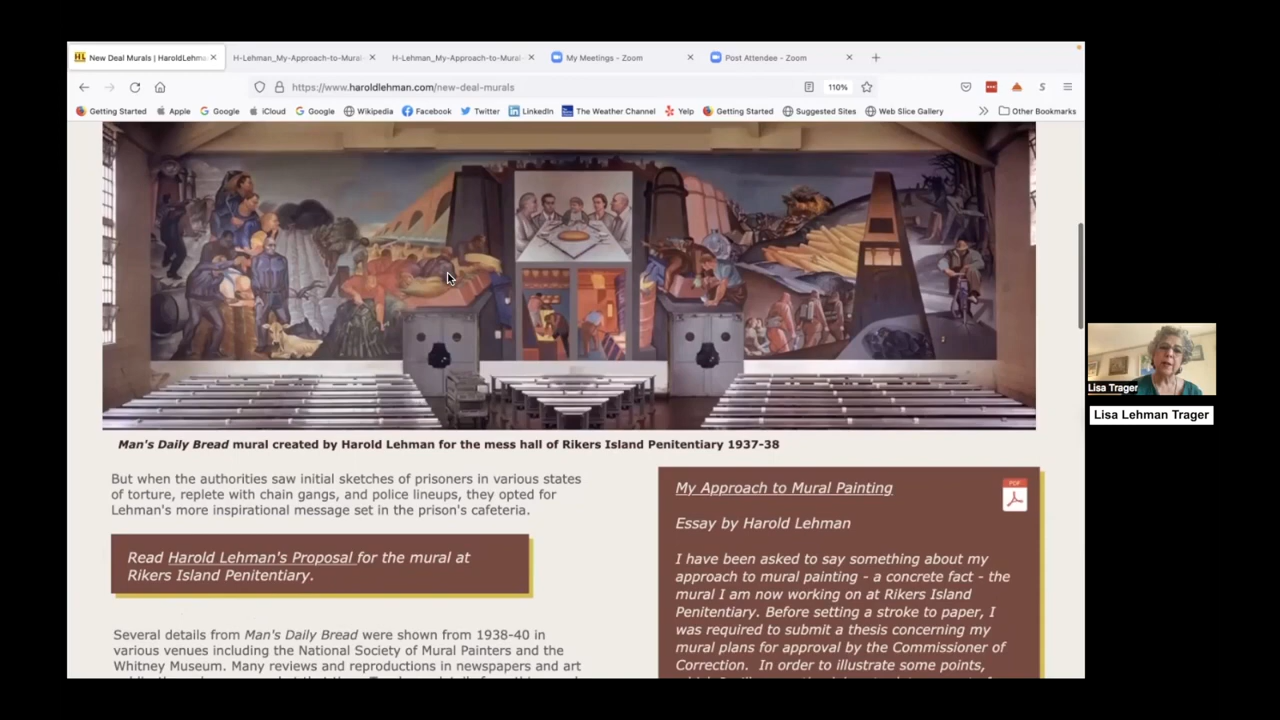 New Deal Murals | HaroldLehma
H-Lehman_My-Approach-to-Mural-
H-Lehman_My-Approach-to-Mural-
My Meetings - Zoom
Post Attendee - Zoom
https://www.haroldlehman.com/new-deal-murals
110%
Getting Started
Apple
Google
iCloud
Google
Wikipedia
Facebook
Twitter
LinkedIn
The Weather Channel
Yelp
Getting Started
Suggested Sites
Web Slice Gallery
Other Bookmarks
Man's Daily Bread mural created by Harold Lehman for the mess hall of Rikers Island Penitentiary 1937-38
But when the authorities saw initial sketches of prisoners in various states
of torture, replete with chain gangs, and police lineups, they opted for
Lehman's more inspirational message set in the prison's cafeteria.
Read Harold Lehman's Proposal for the mural at
Rikers Island Penitentiary.
Several details from Man's Daily Bread were shown from 1938-40 in
various venues including the National Society of Mural Painters and the
Whitney Museum. Many reviews and reproductions in newspapers and art
My Approach to Mural Painting
PDF
Essay by Harold Lehman
I have been asked to say something about my
approach to mural painting - a concrete fact - the
mural I am now working on at Rikers Island
Penitentiary. Before setting a stroke to paper, I
was required to submit a thesis concerning my
mural plans for approval by the Commissioner of
Correction. In order to illustrate some points,
Lisa Trager
Lisa Lehman Trager